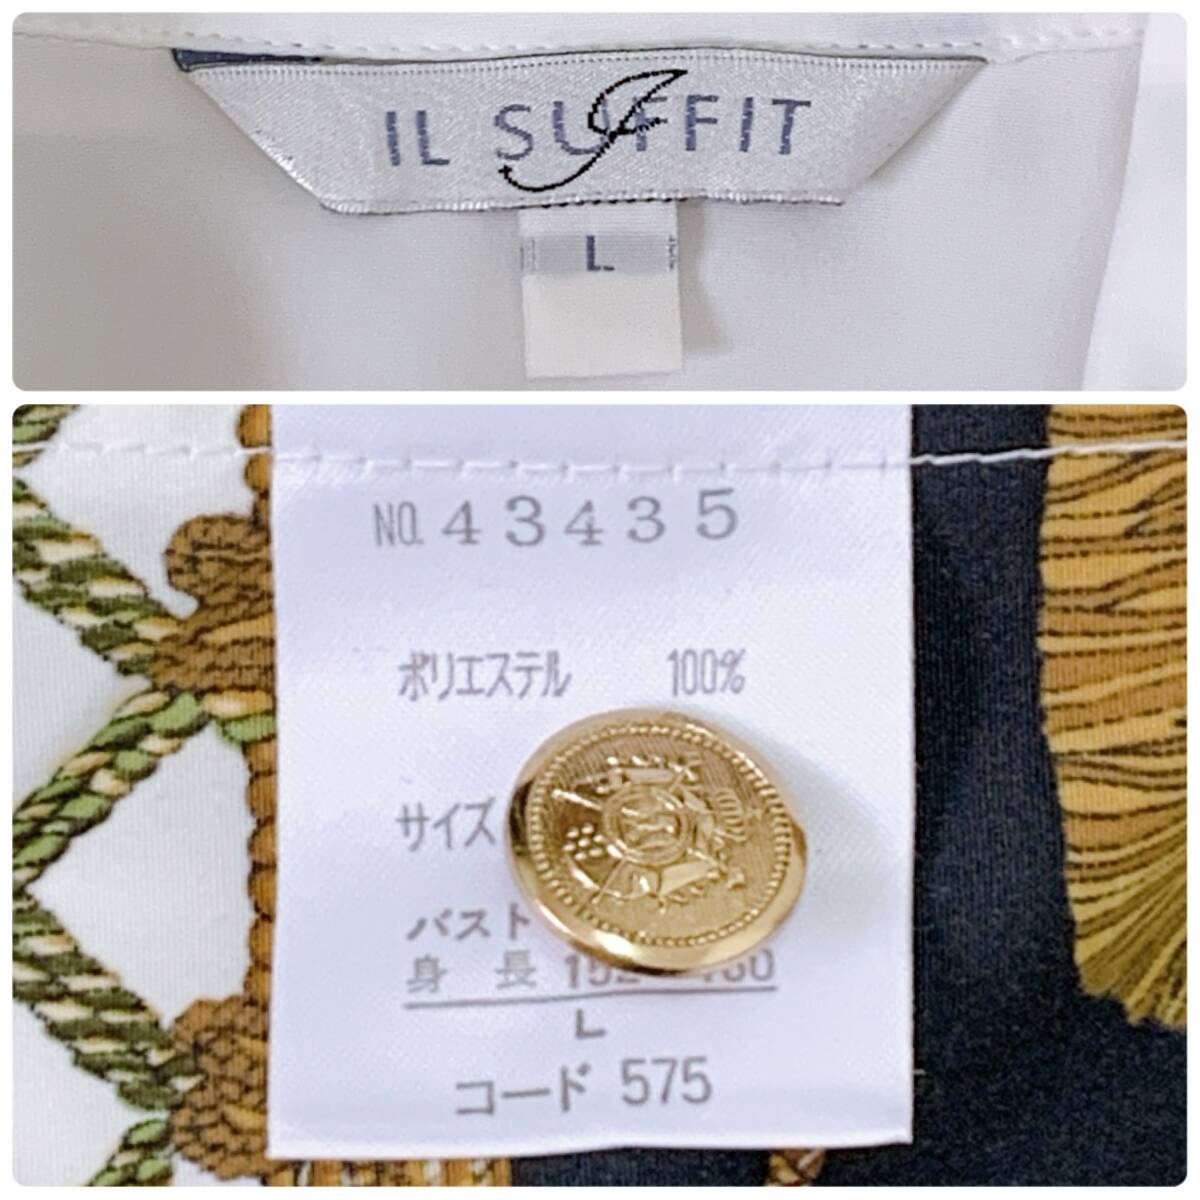 IL SUFFIT
L
NO. 43435
ポリエステル 100%
サイズ
バスト
身 長
L
コード 575